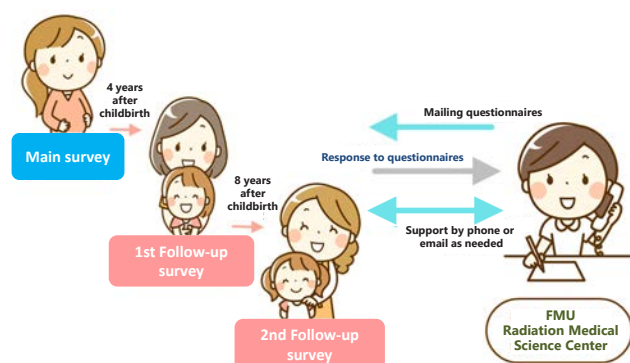 4 years
after
childbirth
Main survey
Mailing questionnaires
Response to questionnaires
8 years
after
childbirth
1st Follow-up
survey
Support by phone or
email as needed
2nd Follow-up
survey
FMU
Radiation Medical
Science Center